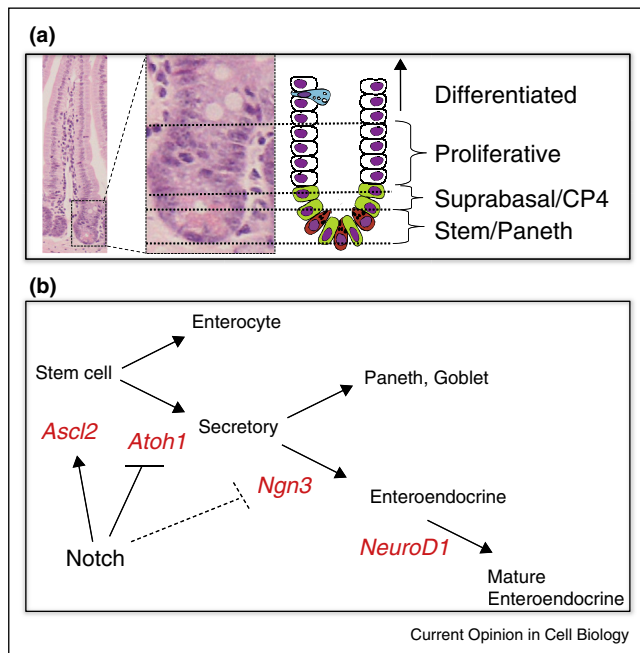 (a)
Differentiated
Proliferative
Suprabasal/CP4
Stem/Paneth
(b)
Enterocyte
Stem cell
Paneth, Goblet
Secretory
Ascl2
Atoh1
Ngn3
Enteroendocrine
NeuroD1
Notch
Mature
Enteroendocrine
Current Opinion in Cell Biology